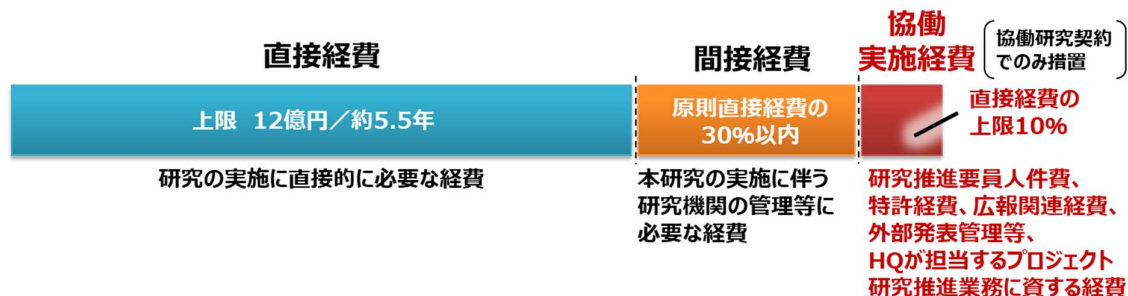 直接経費
上限 12億円／約5.5年
研究の実施に直接的に必要な経費
間接経費
原則直接経費の
30%以内
本研究の実施に伴う
研究機関の管理等に
必要な経費
協働
実施経費
協働研究契約
でのみ措置
直接経費の
上限10%
研究推進要員人件費、
特許経費、広報関連経費、
外部発表管理等、
HQが担当するプロジェクト
研究推進業務に資する経費